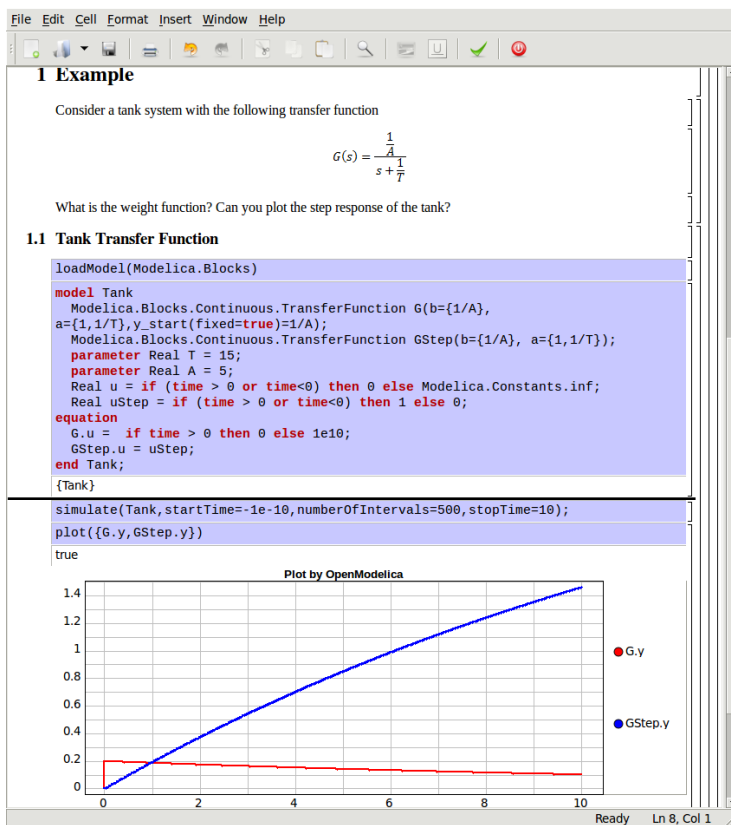 File Edit Cell Format Insert Window Help
1 Example
Consider a tank system with the following transfer function
G(s) = (1/A)/(s + 1/T)
What is the weight function? Can you plot the step response of the tank?
1.1 Tank Transfer Function
loadModel(Modelica.Blocks)
model Tank
  Modelica.Blocks.Continuous.TransferFunction G(b={1/A},
a={1,1/T},y_start(fixed=true)=1/A);
  Modelica.Blocks.Continuous.TransferFunction GStep(b={1/A}, a={1,1/T});
  parameter Real T = 15;
  parameter Real A = 5;
  Real u = if (time > 0 or time<0) then 0 else Modelica.Constants.inf;
  Real uStep = if (time > 0 or time<0) then 1 else 0;
equation
  G.u =  if time > 0 then 0 else 1e10;
  GStep.u = uStep;
end Tank;
{Tank}
simulate(Tank,startTime=-1e-10,numberOfIntervals=500,stopTime=10);
plot({G.y,GStep.y})
true
Plot by OpenModelica
1.4
1.2
1
0.8
0.6
0.4
0.2
0
G.y
GStep.y
0 2 4 6 8 10
Ready Ln 8, Col 1